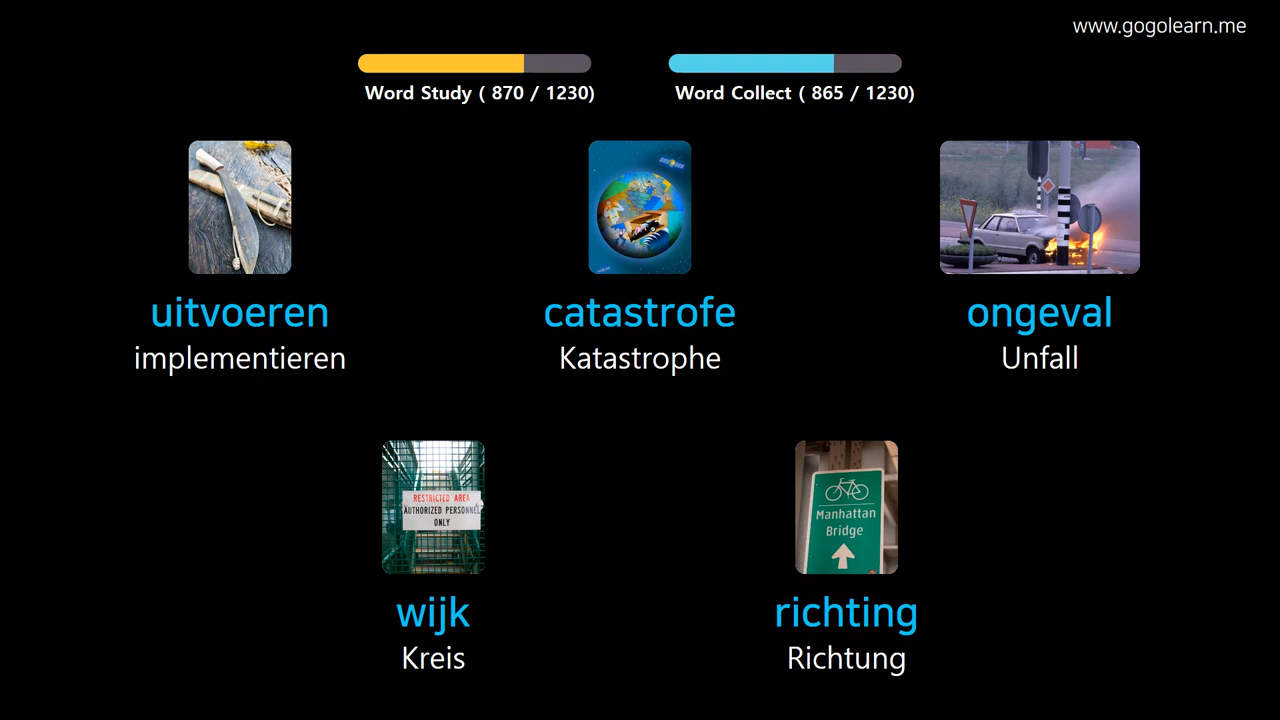 www.gogolearn.me
Word Study ( 870 / 1230)
Word Collect ( 865 / 1230)
uitvoeren
implementieren
catastrofe
Katastrophe
ongeval
Unfall
RESTRICTED AREA
AUTHORIZED PERSONNEL
ONLY
Manhattan
Bridge
wijk
Kreis
richting
Richtung